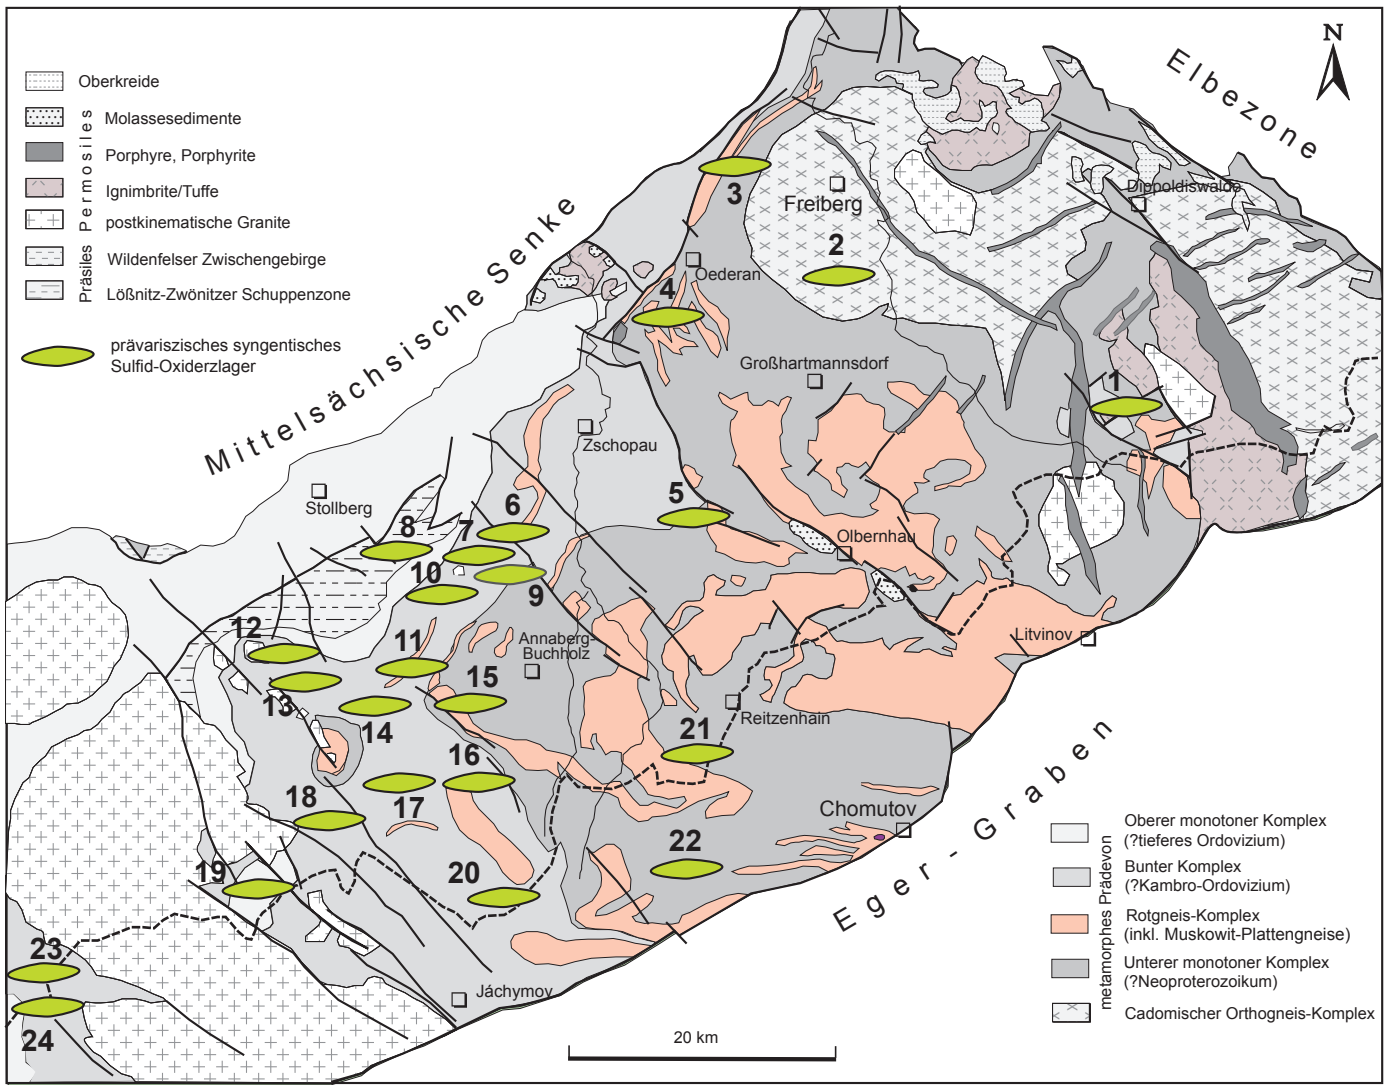 Oberkreide
Molassesedimente
Porphyre, Porphyrite
Ignimbrite/Tuffe
postkinematische Granite
Wildenfelser Zwischengebirge
Lößnitz-Zwönitzer Schuppenzone
Permosiles
Präsiles
prävariszisches syngentisches
Sulfid-Oxiderzlager
N
Elbezone
Mittelsächsische Senke
Eger-Graben
Dippoldiswalde
3
Freiberg
2
Oederan
4
Großhartmannsdorf
1
Zschopau
Stollberg
5
6
7
8
Olbernhau
10
9
12
Annaberg-
Buchholz
Litvinov
11
15
13
14
Reitzenhain
21
16
18
17
Chomutov
22
19
20
23
24
Jáchymov
20 km
Oberer monotoner Komplex
(?tieferes Ordovizium)
Bunter Komplex
(?Kambro-Ordovizium)
Rotgneis-Komplex
(inkl. Muskowit-Plattengneise)
Unterer monotoner Komplex
(?Neoproterozoikum)
Cadomischer Orthogneis-Komplex
metamorphes Prädevon